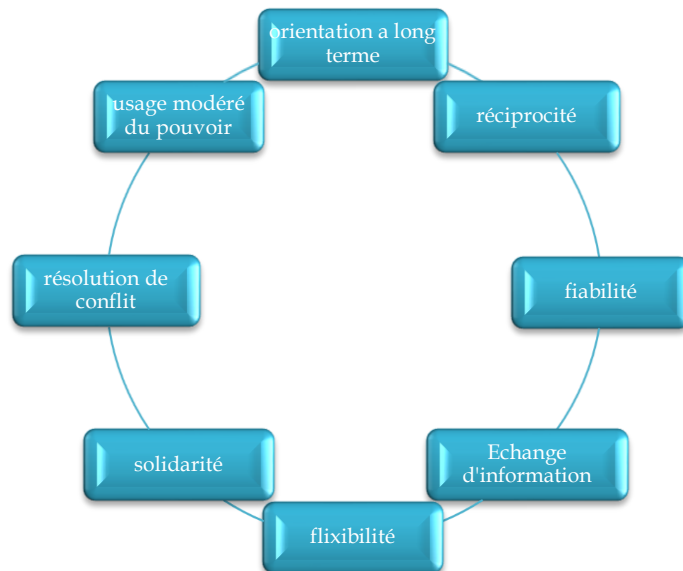 orientation a long
terme
réciprocité
fiabilité
Echange
d'information
flixibilité
solidarité
résolution de
conflit
usage modéré
du pouvoir